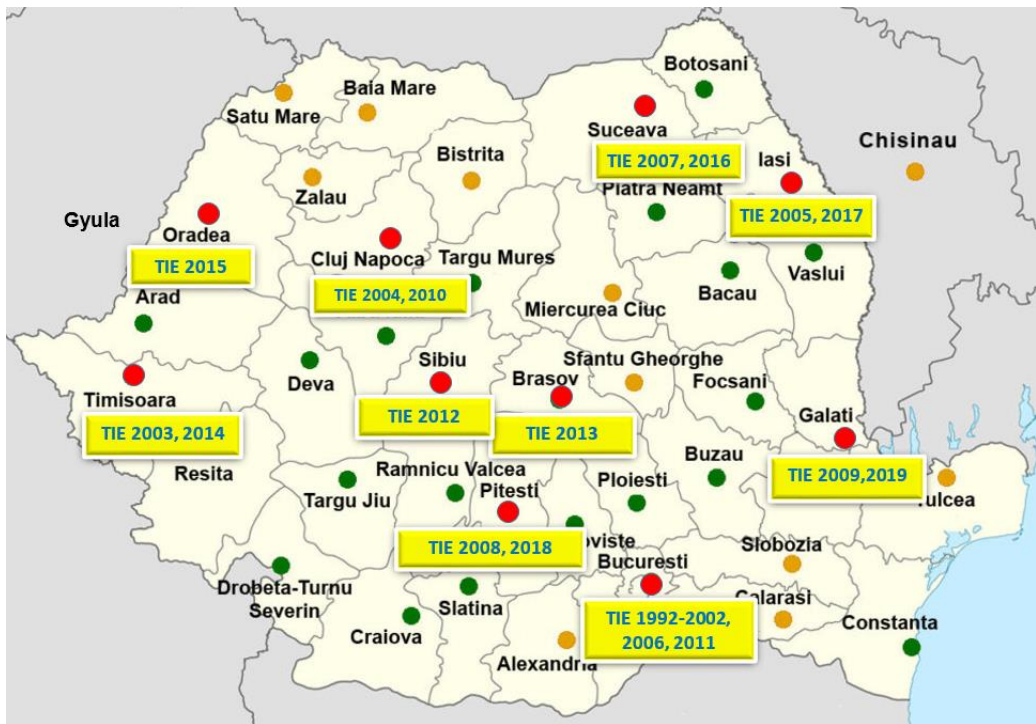 Botosani
Baia Mare
Satu Mare
Suceava
Chisinau
Bistrita
Iasi
TIE 2007, 2016
Zalau
Piatra Neamt
Gyula
TIE 2005, 2017
Oradea
Cluj Napoca
Targu Mures
TIE 2015
Vaslui
Bacau
TIE 2004, 2010
Arad
Miercurea Ciuc
Sibiu
Sfantu Gheorghe
Deva
Brasov
Focsani
Timisoara
TIE 2012
Galati
TIE 2003, 2014
TIE 2013
Buzau
Resita
Ramnicu Valcea
TIE 2009,2019
Targu Jiu
Pitesti
Ploiesti
ulcea
TIE 2008, 2018
oviste
Slobozia
Bucuresti
Drobeta-Turnu
Severin
Slatina
Calarasi
TIE 1992-2002,
2006, 2011
Constanta
Craiova
Alexandria